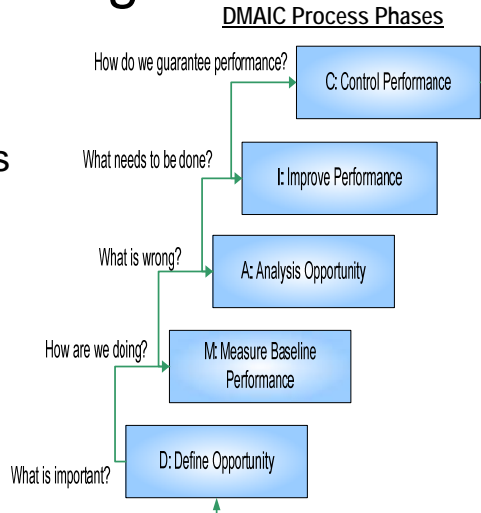 g
DMAIC Process Phases
How do we guarantee performance?
C: Control Performance
s
What needs to be done?
I: Improve Performance
What is wrong?
A: Analysis Opportunity
How are we doing?
M: Measure Baseline
Performance
D: Define Opportunity
What is important?